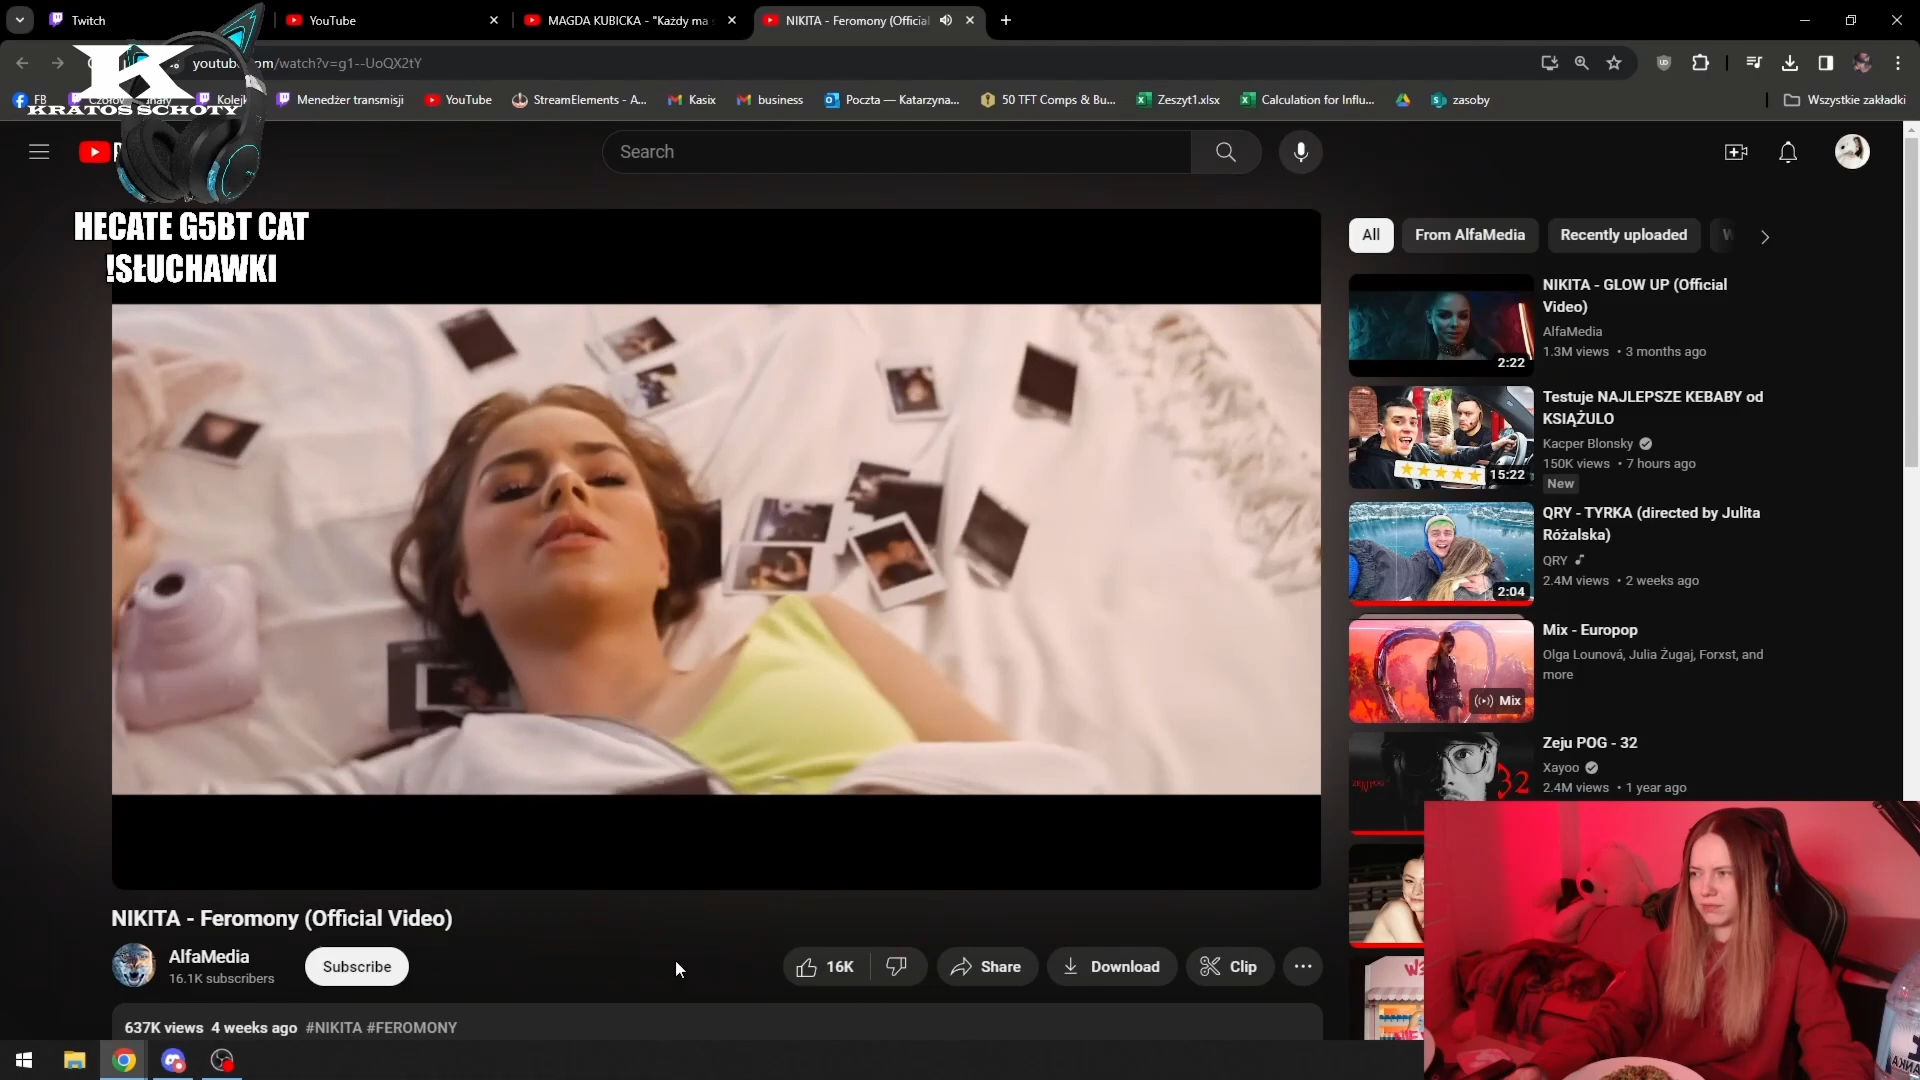 Twitch
YouTube
MAGDA KUBICKA - "Każdy ma
NIKITA - Feromony (Official
K
KRATOS SCHOTY
youtub
om/watch?v=g1--UoQX2tY
FB
Kolejk
Menedżer transmisji
YouTube
StreamElements - A...
Kasix
business
Poczta — Katarzyna...
50 TFT Comps & Bu...
Zeszyt1.xlsx
Calculation for Influ...
zasoby
Wszystkie zakładki
Search
HECATE G5BT CAT
!SŁUCHAWKI
All
From AlfaMedia
Recently uploaded
NIKITA - GLOW UP (Official
Video)
AlfaMedia
1.3M views • 3 months ago
2:22
Testuje NAJLEPSZE KEBABY od
KSIĄŻULO
Kacper Blonsky
150K views • 7 hours ago
15:22
New
QRY - TYRKA (directed by Julita
Różalska)
QRY
2.4M views • 2 weeks ago
2:04
Mix - Europop
Olga Lounová, Julia Żugaj, Forxst, and
more
Mix
Zeju POG - 32
Xayoo
2.4M views • 1 year ago
32
NIKITA - Feromony (Official Video)
AlfaMedia
16.1K subscribers
Subscribe
16K
Share
Download
Clip
637K views 4 weeks ago #NIKITA #FEROMONY